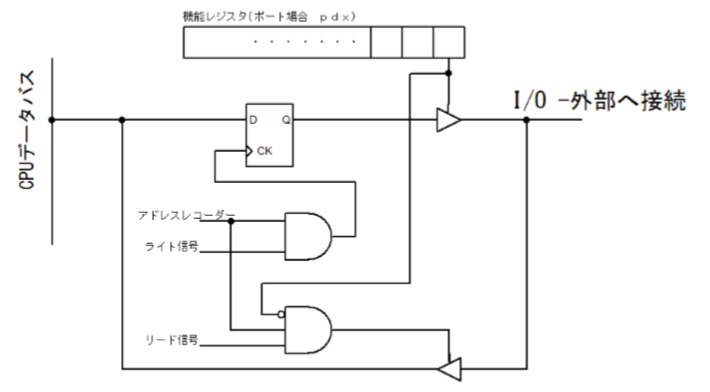 機能レジスタ(ポート場合 pdx)
・・・・・・・
I/O -外部へ接続
CPUデータバス
D Q
CK
アドレスレコーダー
ライト信号
リード信号